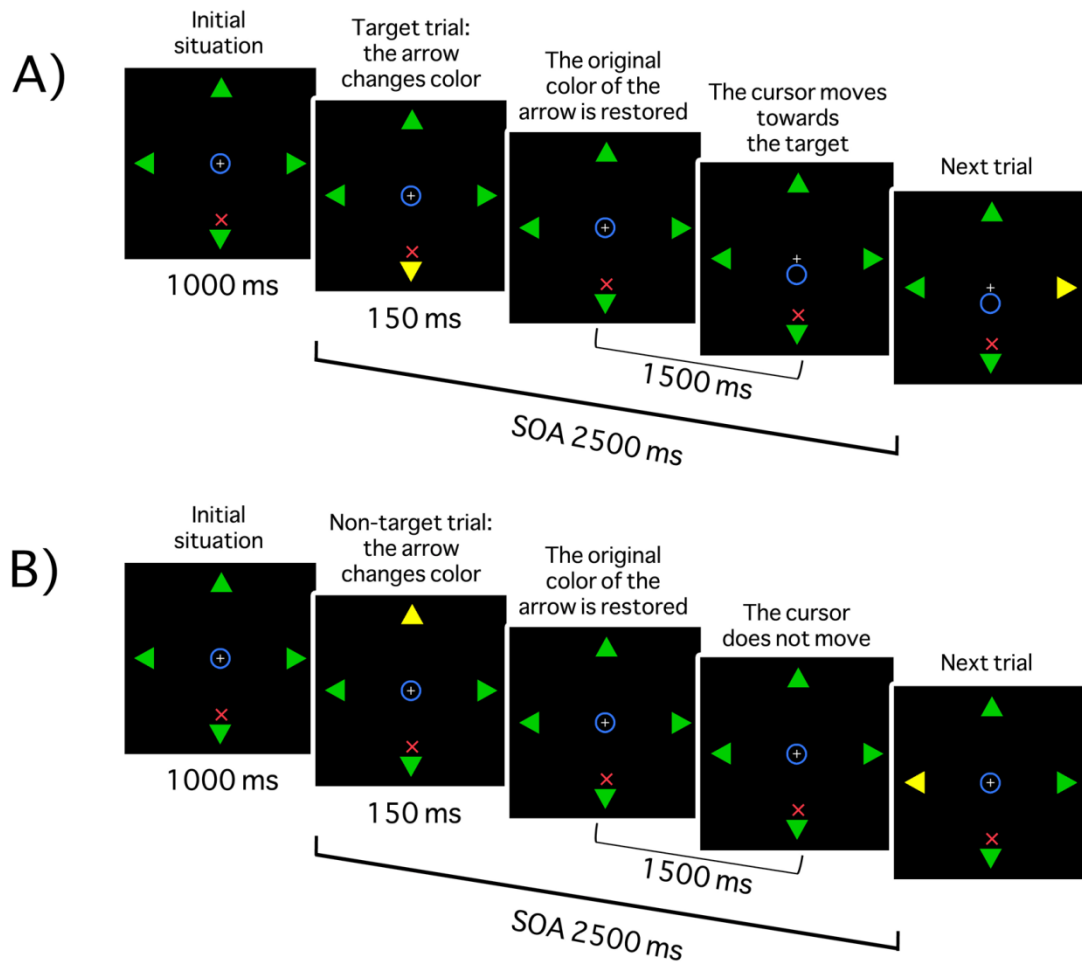 A)
Initial
situation
Target trial:
the arrow
changes color
The original
color of the
arrow is restored
The cursor moves
towards
the target
Next trial
1000 ms
150 ms
1500 ms
SOA 2500 ms
B)
Initial
situation
Non-target trial:
the arrow
changes color
The original
color of the
arrow is restored
The cursor
does not move
Next trial
1000 ms
150 ms
1500 ms
SOA 2500 ms